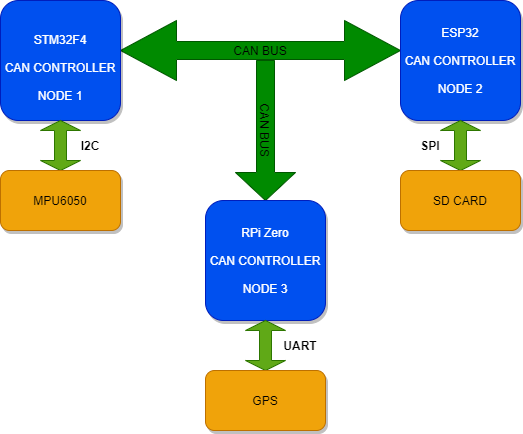 STM32F4
CAN CONTROLLER
NODE 1
CAN BUS
ESP32
CAN CONTROLLER
NODE 2
CAN BUS
I2C
SPI
MPU6050
SD CARD
RPi Zero
CAN CONTROLLER
NODE 3
UART
GPS